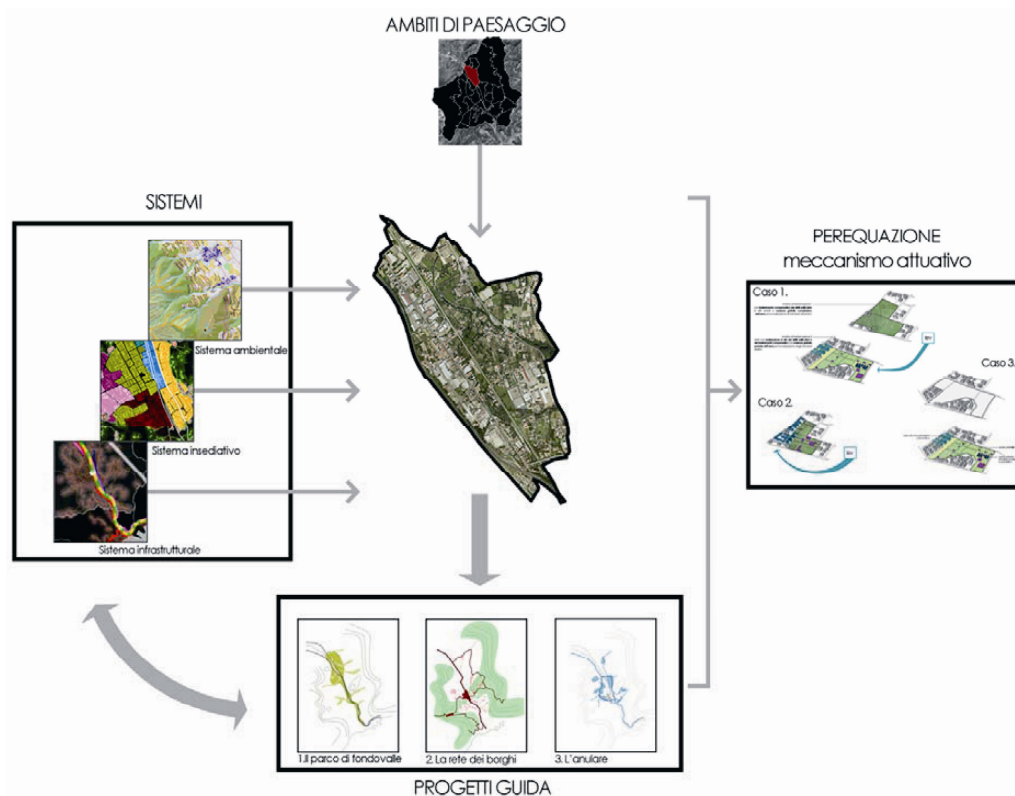 AMBITI DI PAESAGGIO
SISTEMI
Sistema ambientale
Sistema insediativo
Sistema infrastrutturale
PEREQUAZIONE
meccanismo attuativo
Caso 1.
Caso 3.
Caso 2.
1.Il parco di fondovalle
2. La rete dei borghi
3. L'anulare
PROGETTI GUIDA